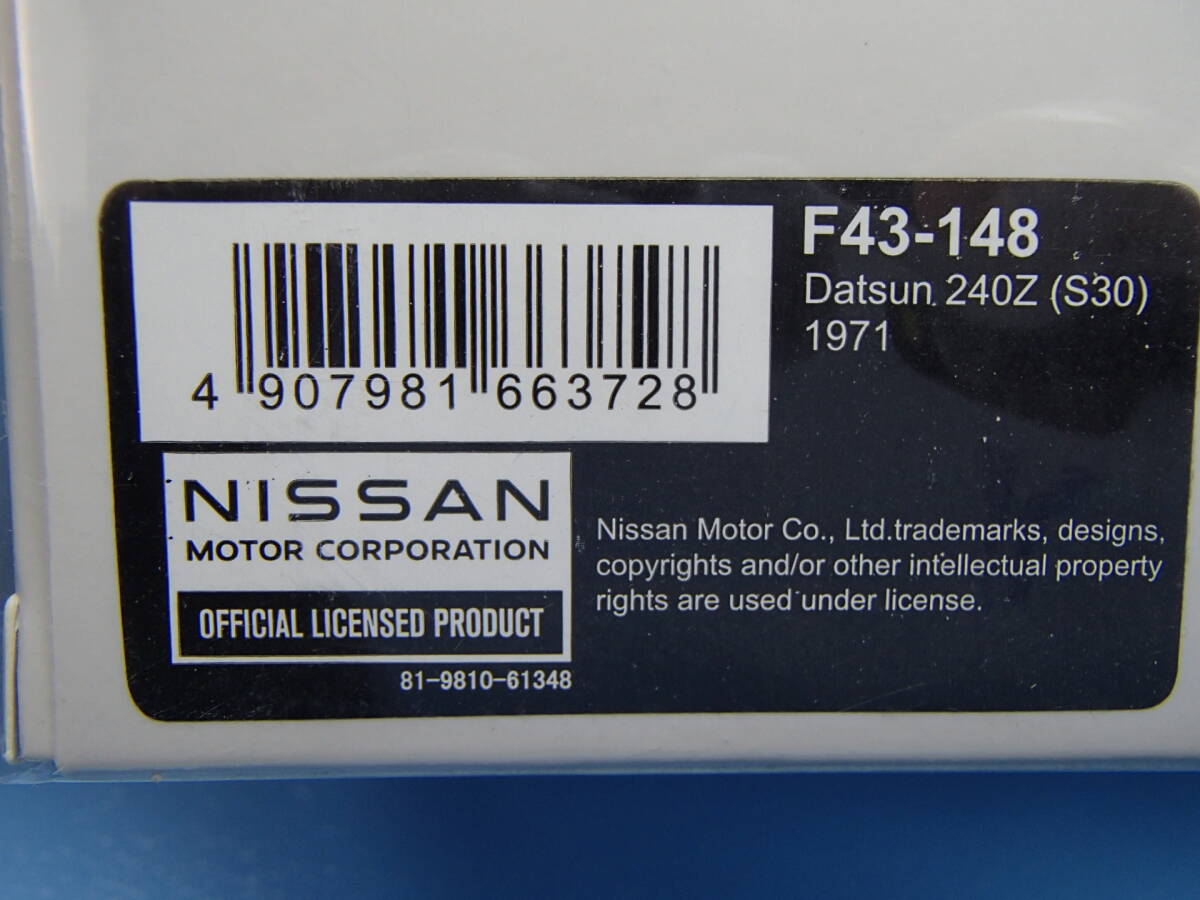 4 907981 663728
F43-148
Datsun 240Z (S30)
1971
NISSAN
MOTOR CORPORATION
OFFICIAL LICENSED PRODUCT
81-9810-61348
Nissan Motor Co., Ltd.trademarks, designs,
copyrights and/or other intellectual property
rights are used under license.